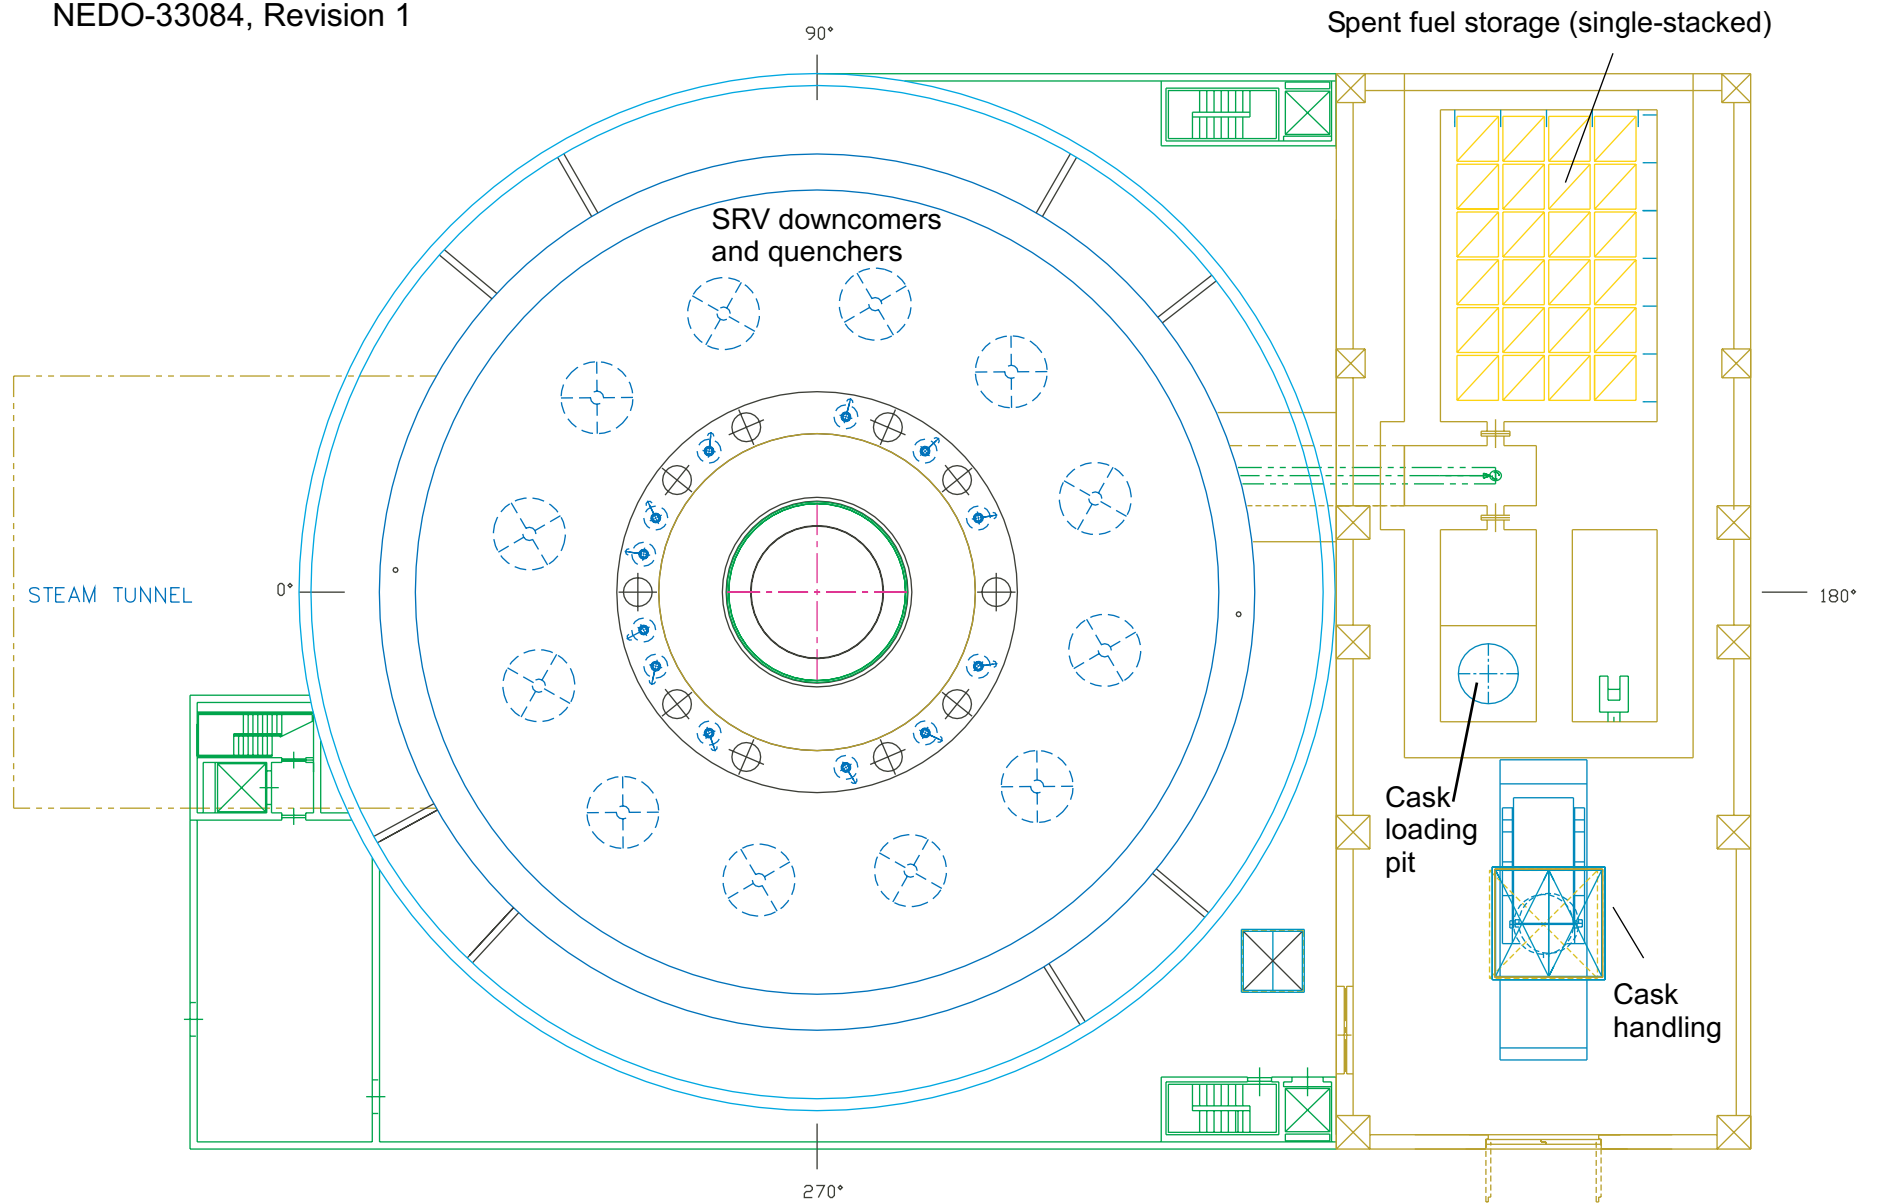 NEDO-33084, Revision 1
Spent fuel storage (single-stacked)
90°
SRV downcomers
and quenchers
STEAM TUNNEL
0°
180°
Cask
loading
pit
Cask
handling
270°